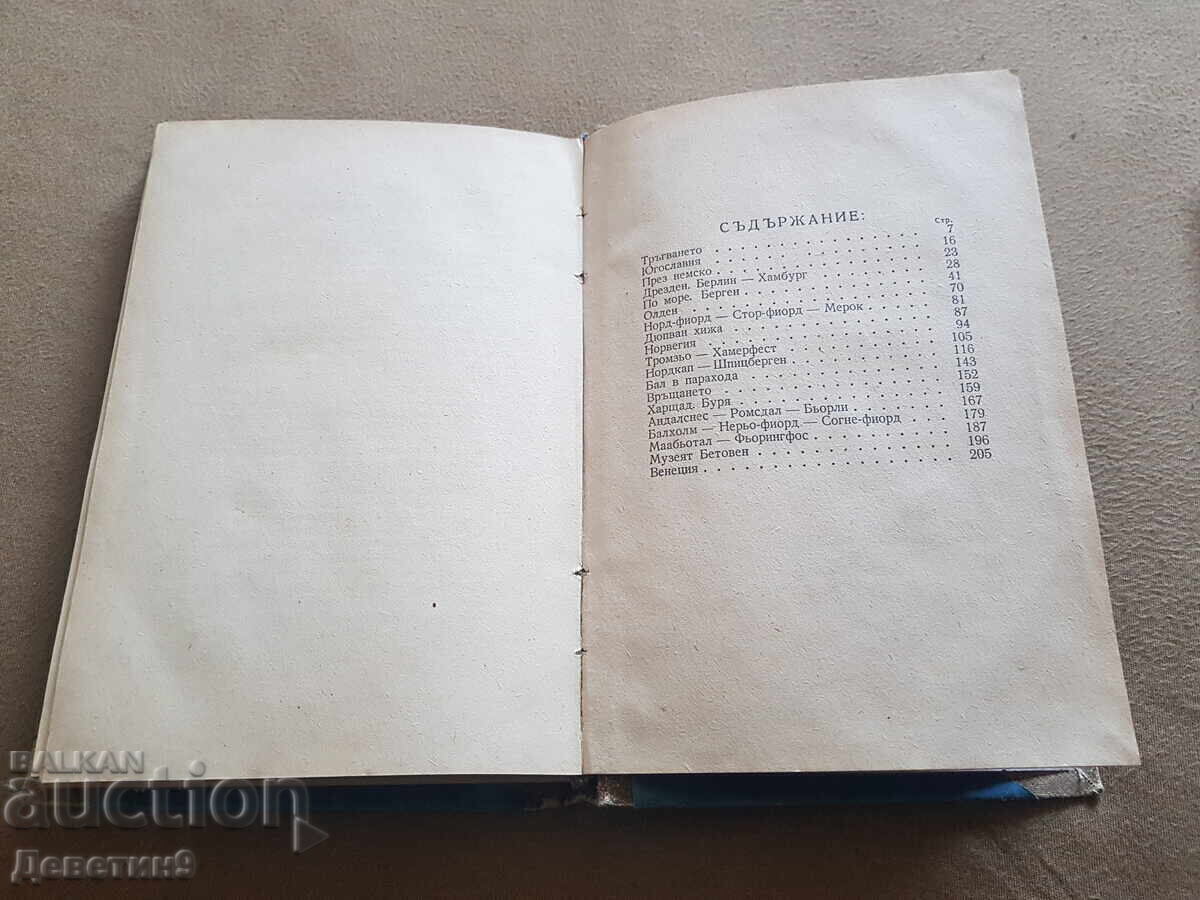 СЪДЪРЖАНИЕ:
Стр.
Тръгването . . . . . . . . . . . . 7
Югославия . . . . . . . . . . . . 16
През немско . . . . . . . . . . . . 23
Дрезден. Берлин — Хамбург . . . . . . 28
По море. Берген . . . . . . . . . . 41
Олден . . . . . . . . . . . . . . 70
Норд-фиорд — Стор-фиорд — Мерок . . . . 81
Дюпван хижа . . . . . . . . . . . . 87
Норвегия . . . . . . . . . . . . . 94
Тромзьо — Хамерфест . . . . . . . . . 105
Нордкап — Шпицберген . . . . . . . . 116
Бал в парахода . . . . . . . . . . . 143
Връщането . . . . . . . . . . . . 152
Харщад. Буря . . . . . . . . . . . 159
Андалснес — Ромсдал — Бьорли . . . . . 167
Балхолм — Нерьо-фиорд — Согне-фиорд . . 179
Маабьотал — Фьорингфос . . . . . . . 187
Музеят Бетовен . . . . . . . . . . 196
Венеция . . . . . . . . . . . . . 205
BALKAN
auction
Деветин9